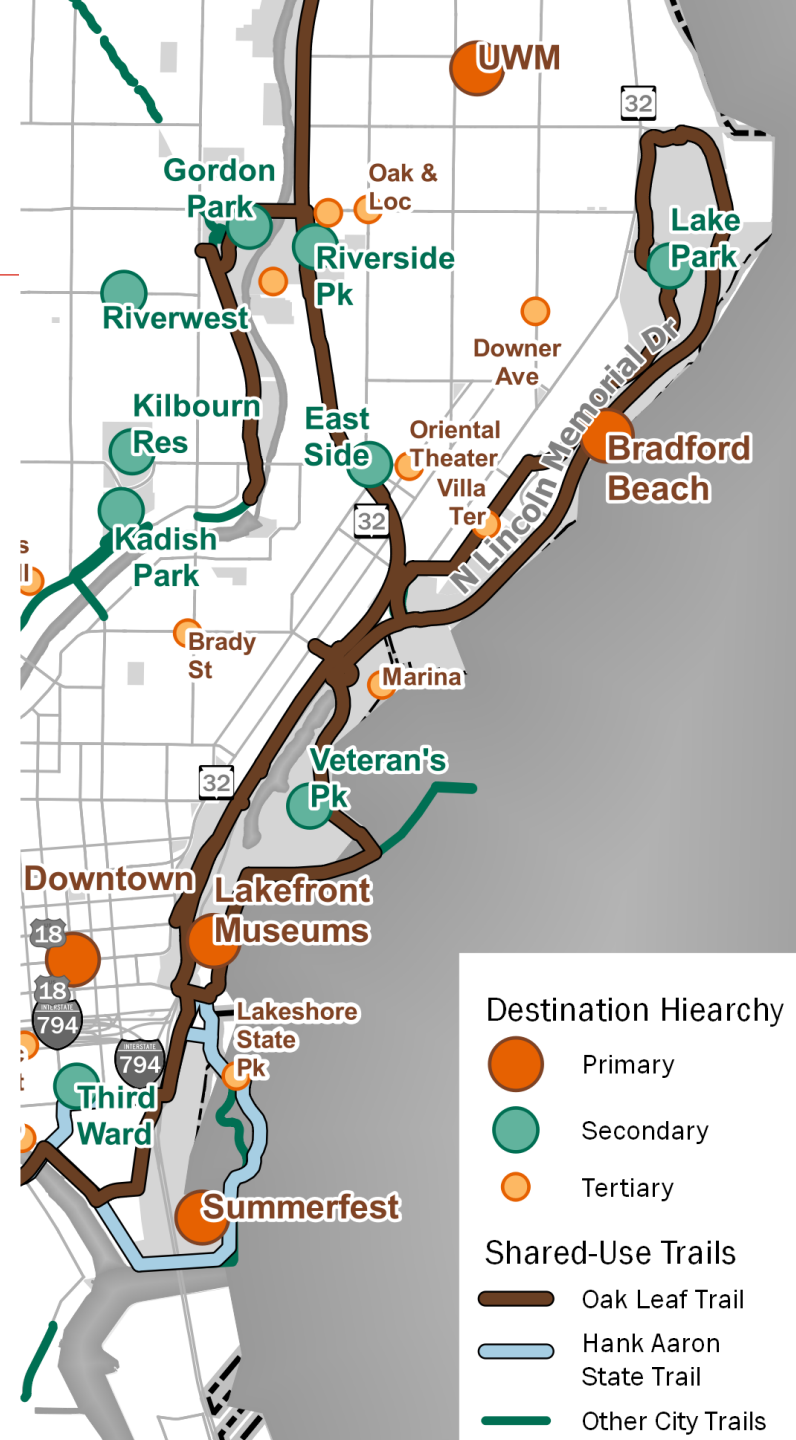 UWM
32
Gordon
Park
Oak &
Loc
Lake
Park
Riverside
Pk
Riverwest
Downer
Ave
N Lincoln Memorial Dr
Kilbourn
Res
East
Side
Oriental
Theater
Villa
Ter
Bradford
Beach
32
Kadish
Park
s
ll
Brady
St
Marina
Veteran's
Pk
32
Downtown
Lakefront
Museums
18
18
INTERSTATE
794
Lakeshore
State
Pk
INTERSTATE
794
e
t
Third
Ward
Summerfest
Destination Hiearchy
Primary
Secondary
Tertiary
Shared-Use Trails
Oak Leaf Trail
Hank Aaron
State Trail
Other City Trails